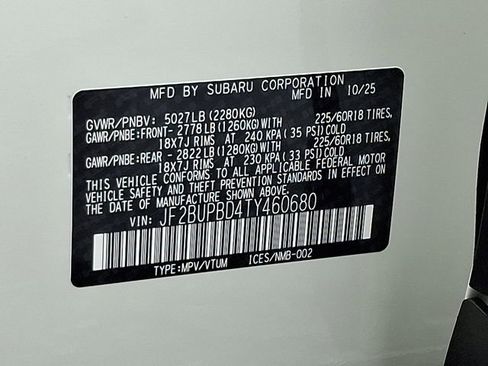 MFD BY SUBARU CORPORATION
IN 10/25
GVWR/PNBV: 5027LB(2280KG)
GAWR/PNBE:FRONT- 2778LB(1260KG)WITH 225/60R18 TIRES,
18X7J RIMS AT 240 KPA( 35 PSI)COLD
GAWR/PNBE:REAR - 2822LB(1280KG)WITH 225/60R18 TIRES,
18X7J RIMS AT 230 KPA( 33 PSI)COLD
THIS VEHICLE CONFORMS TO ALL APPLICABLE FEDERAL MOTOR
VEHICLE SAFETY AND THEFT PREVENTION STANDARDS IN EFFECT
ON THE DATE OF MANUFACTURE SHOWN ABOVE.
VIN: JF2BUPBD4TY460680
TYPE:MPV/VTUM ICES/NMB-002